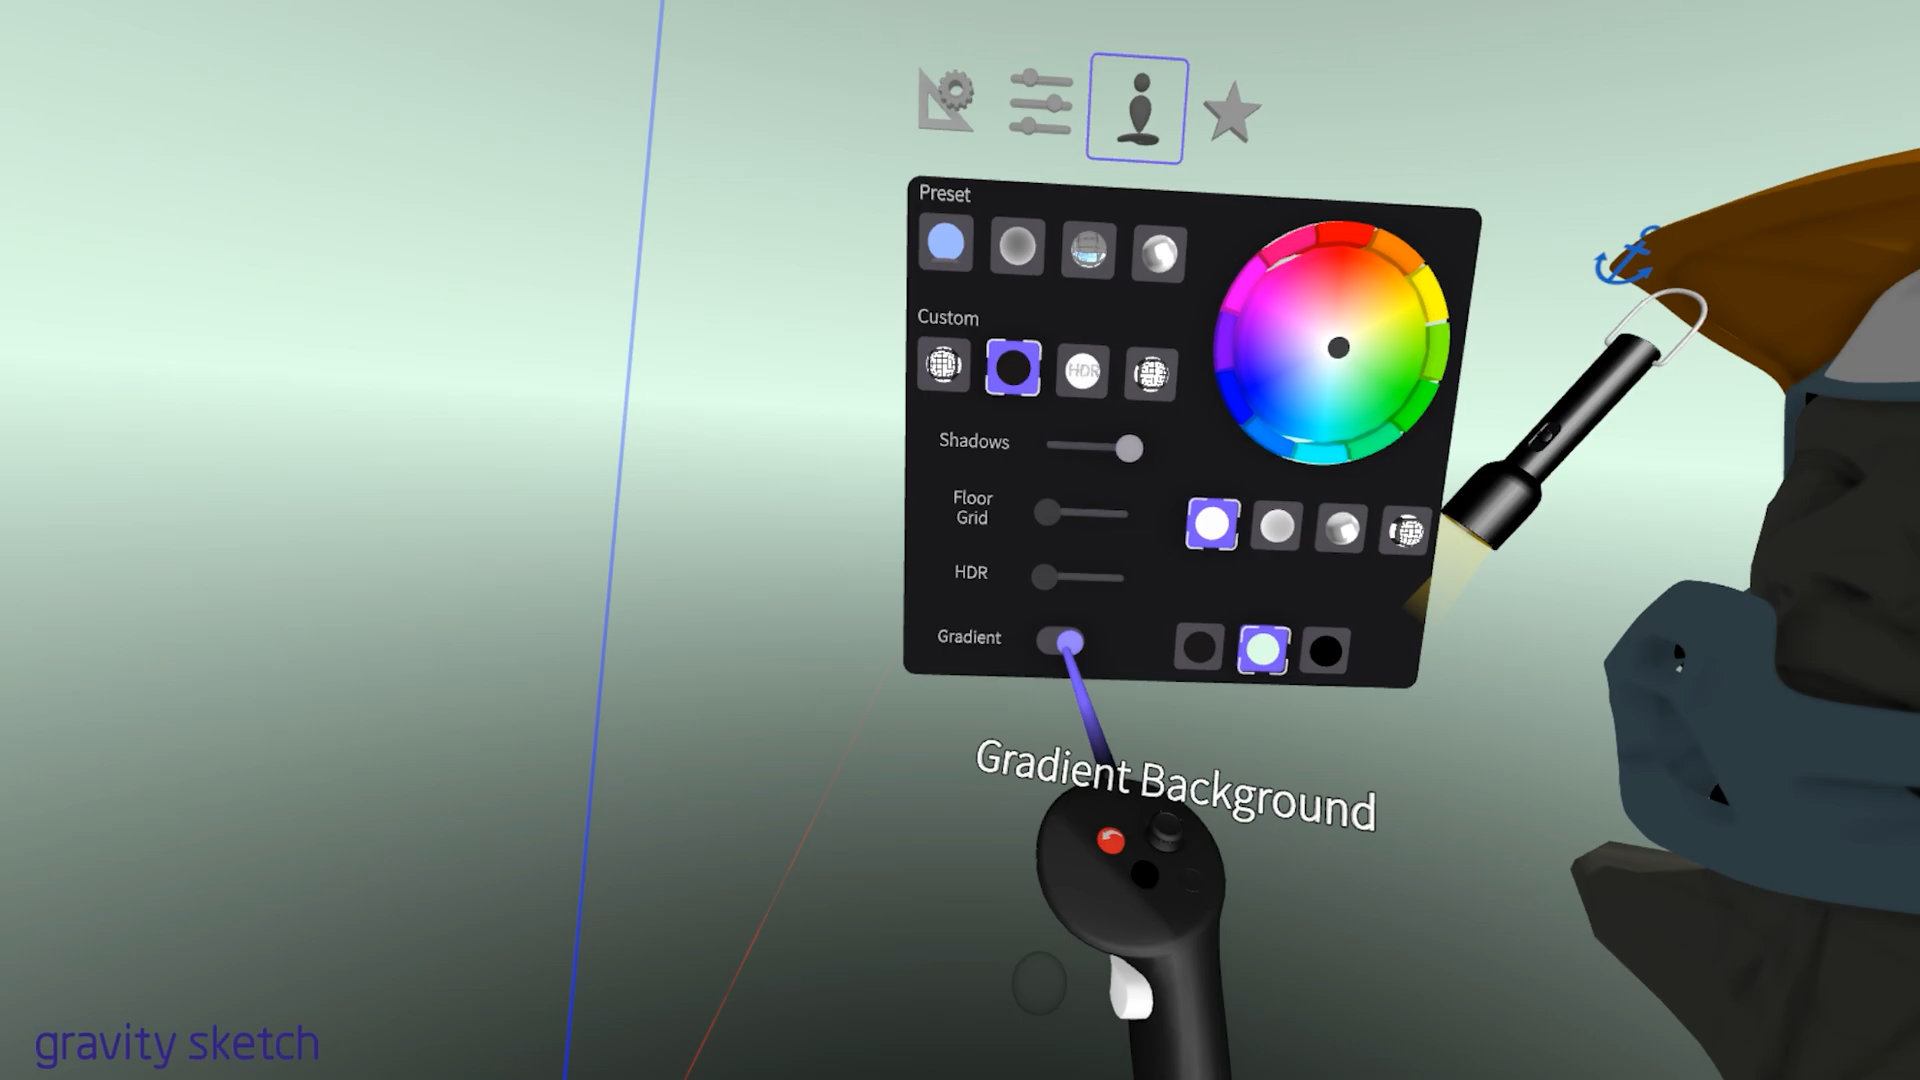 Preset
Custom
HDR
Shadows
Floor
Grid
HDR
Gradient
Gradient Background
gravity sketch